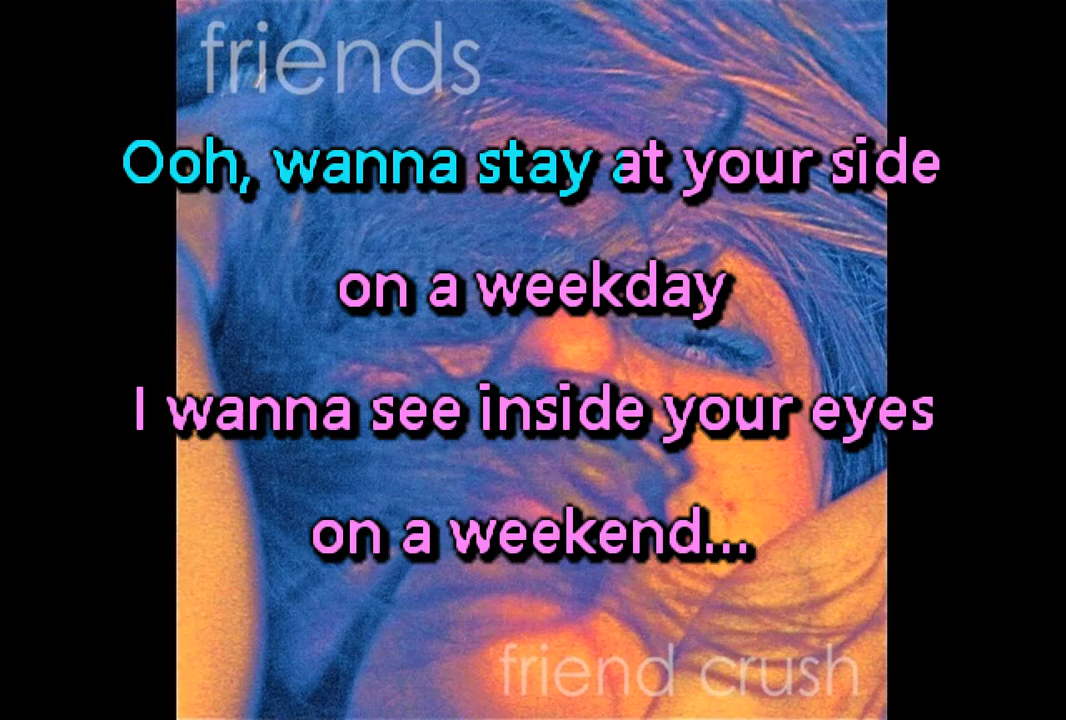 friends
Ooh, wanna stay at your side
on a weekday
I wanna see inside your eyes
on a weekend...
friend crush